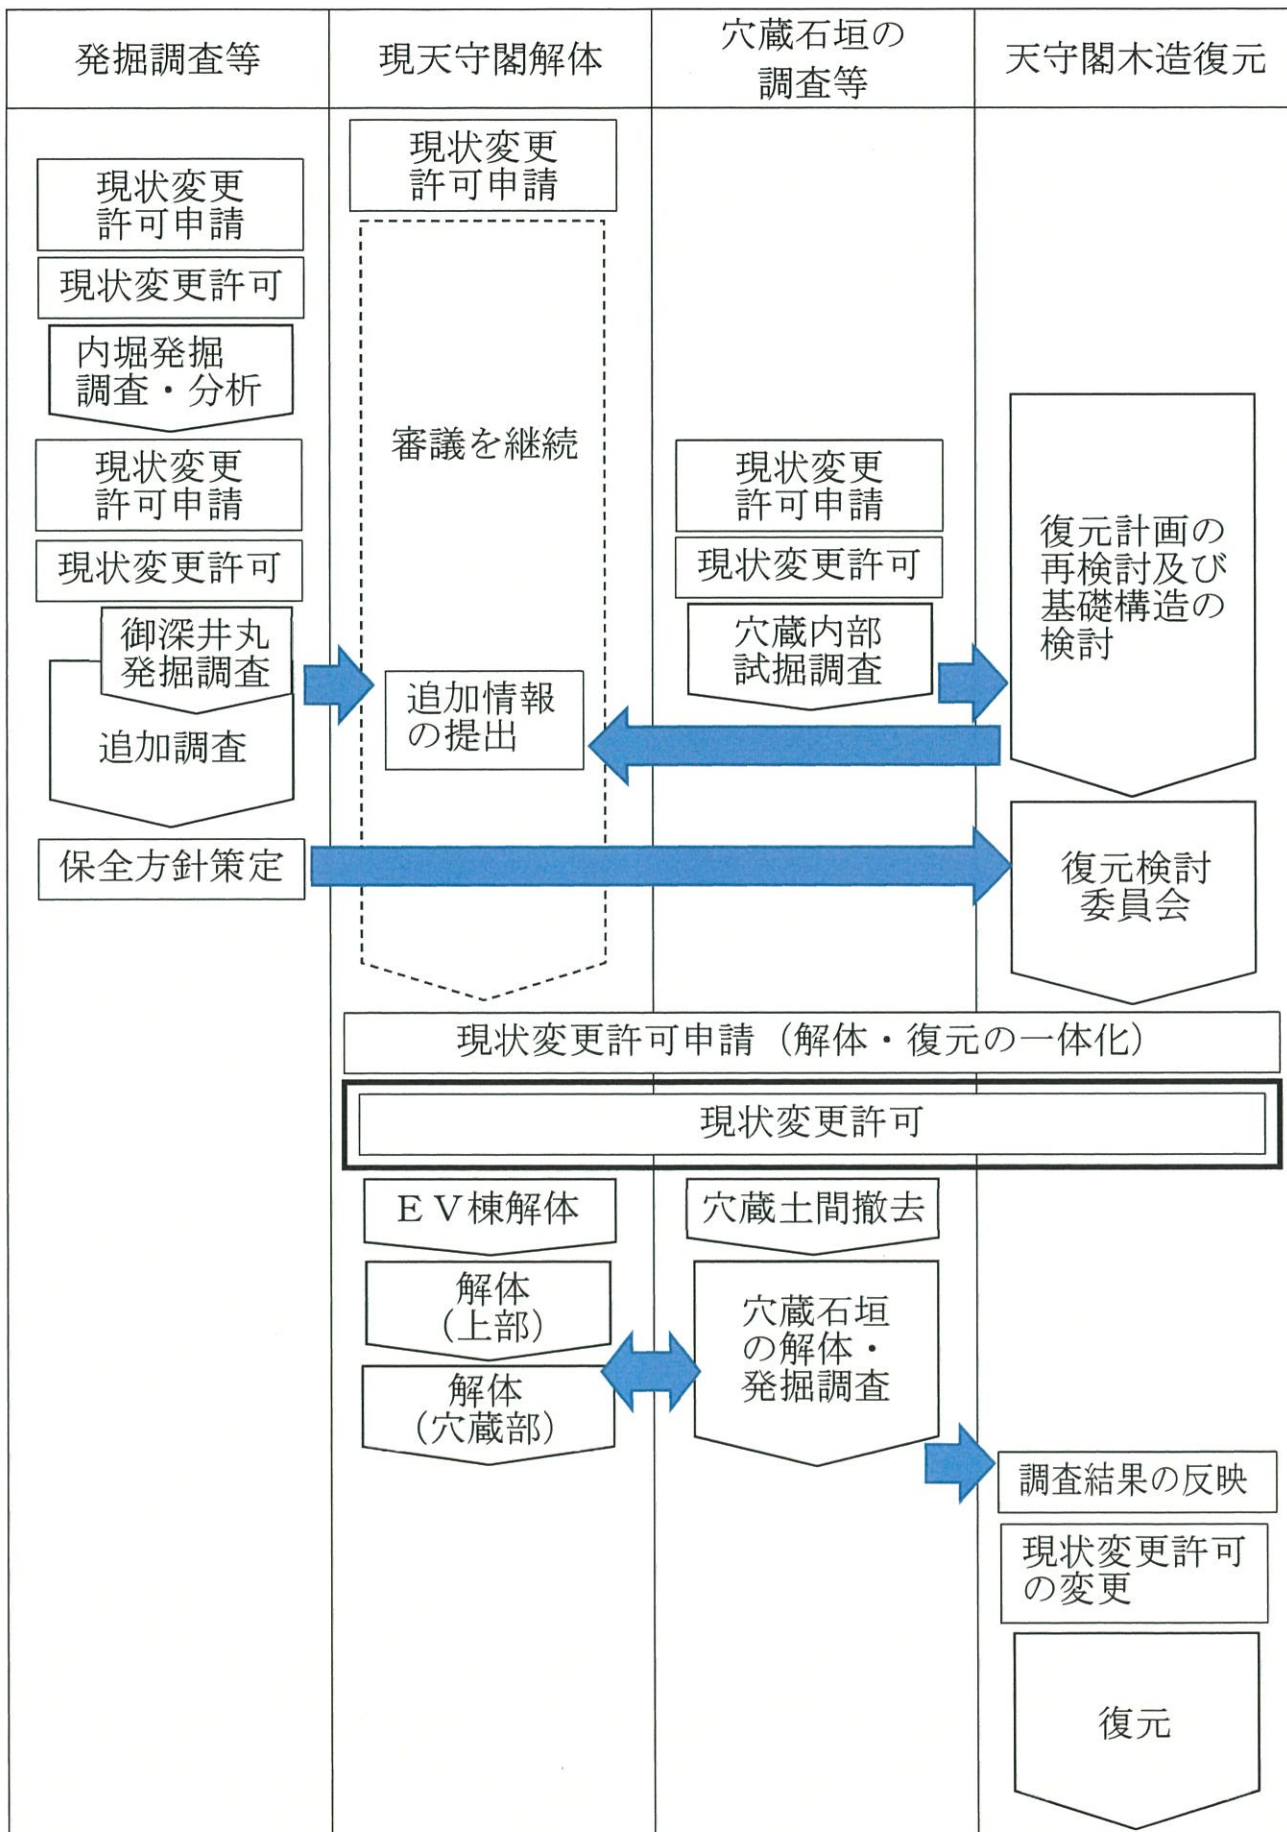 発掘調査等
現天守閣解体
穴蔵石垣の
調査等
天守閣木造復元
現状変更
許可申請
現状変更許可
内堀発掘
調査・分析
現状変更
許可申請
現状変更許可
御深井丸
発掘調査
追加調査
保全方針策定
現状変更
許可申請
審議を継続
追加情報
の提出
現状変更
許可申請
現状変更許可
穴蔵内部
試掘調査
復元計画の
再検討及び
基礎構造の
検討
復元検討
委員会
現状変更許可申請（解体・復元の一体化）
現状変更許可
ＥＶ棟解体
解体
（上部）
解体
（穴蔵部）
穴蔵土間撤去
穴蔵石垣
の解体・
発掘調査
調査結果の反映
現状変更許可
の変更
復元